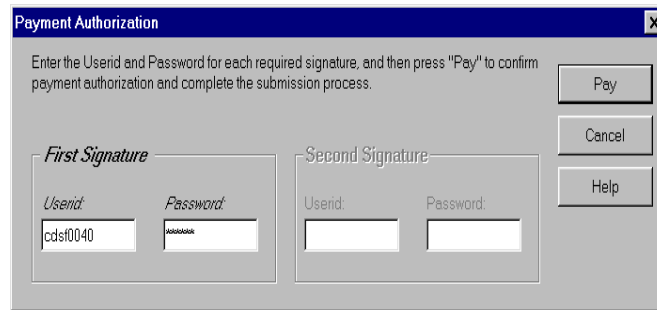 Payment Authorization
Enter the Userid and Password for each required signature, and then press "Pay" to confirm
payment authorization and complete the submission process.
Pay
Cancel
Help
First Signature
Userid:
Password:
cdsf0040
*******
Second Signature
Userid:
Password: